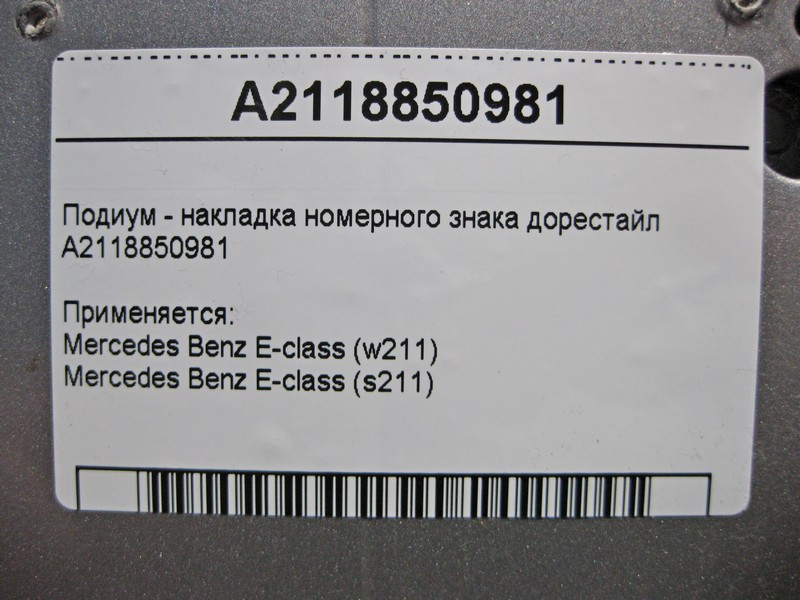 A2118850981
Подиум - накладка номерного знака дорестайл
A2118850981
Применяется:
Mercedes Benz E-class (w211)
Mercedes Benz E-class (s211)